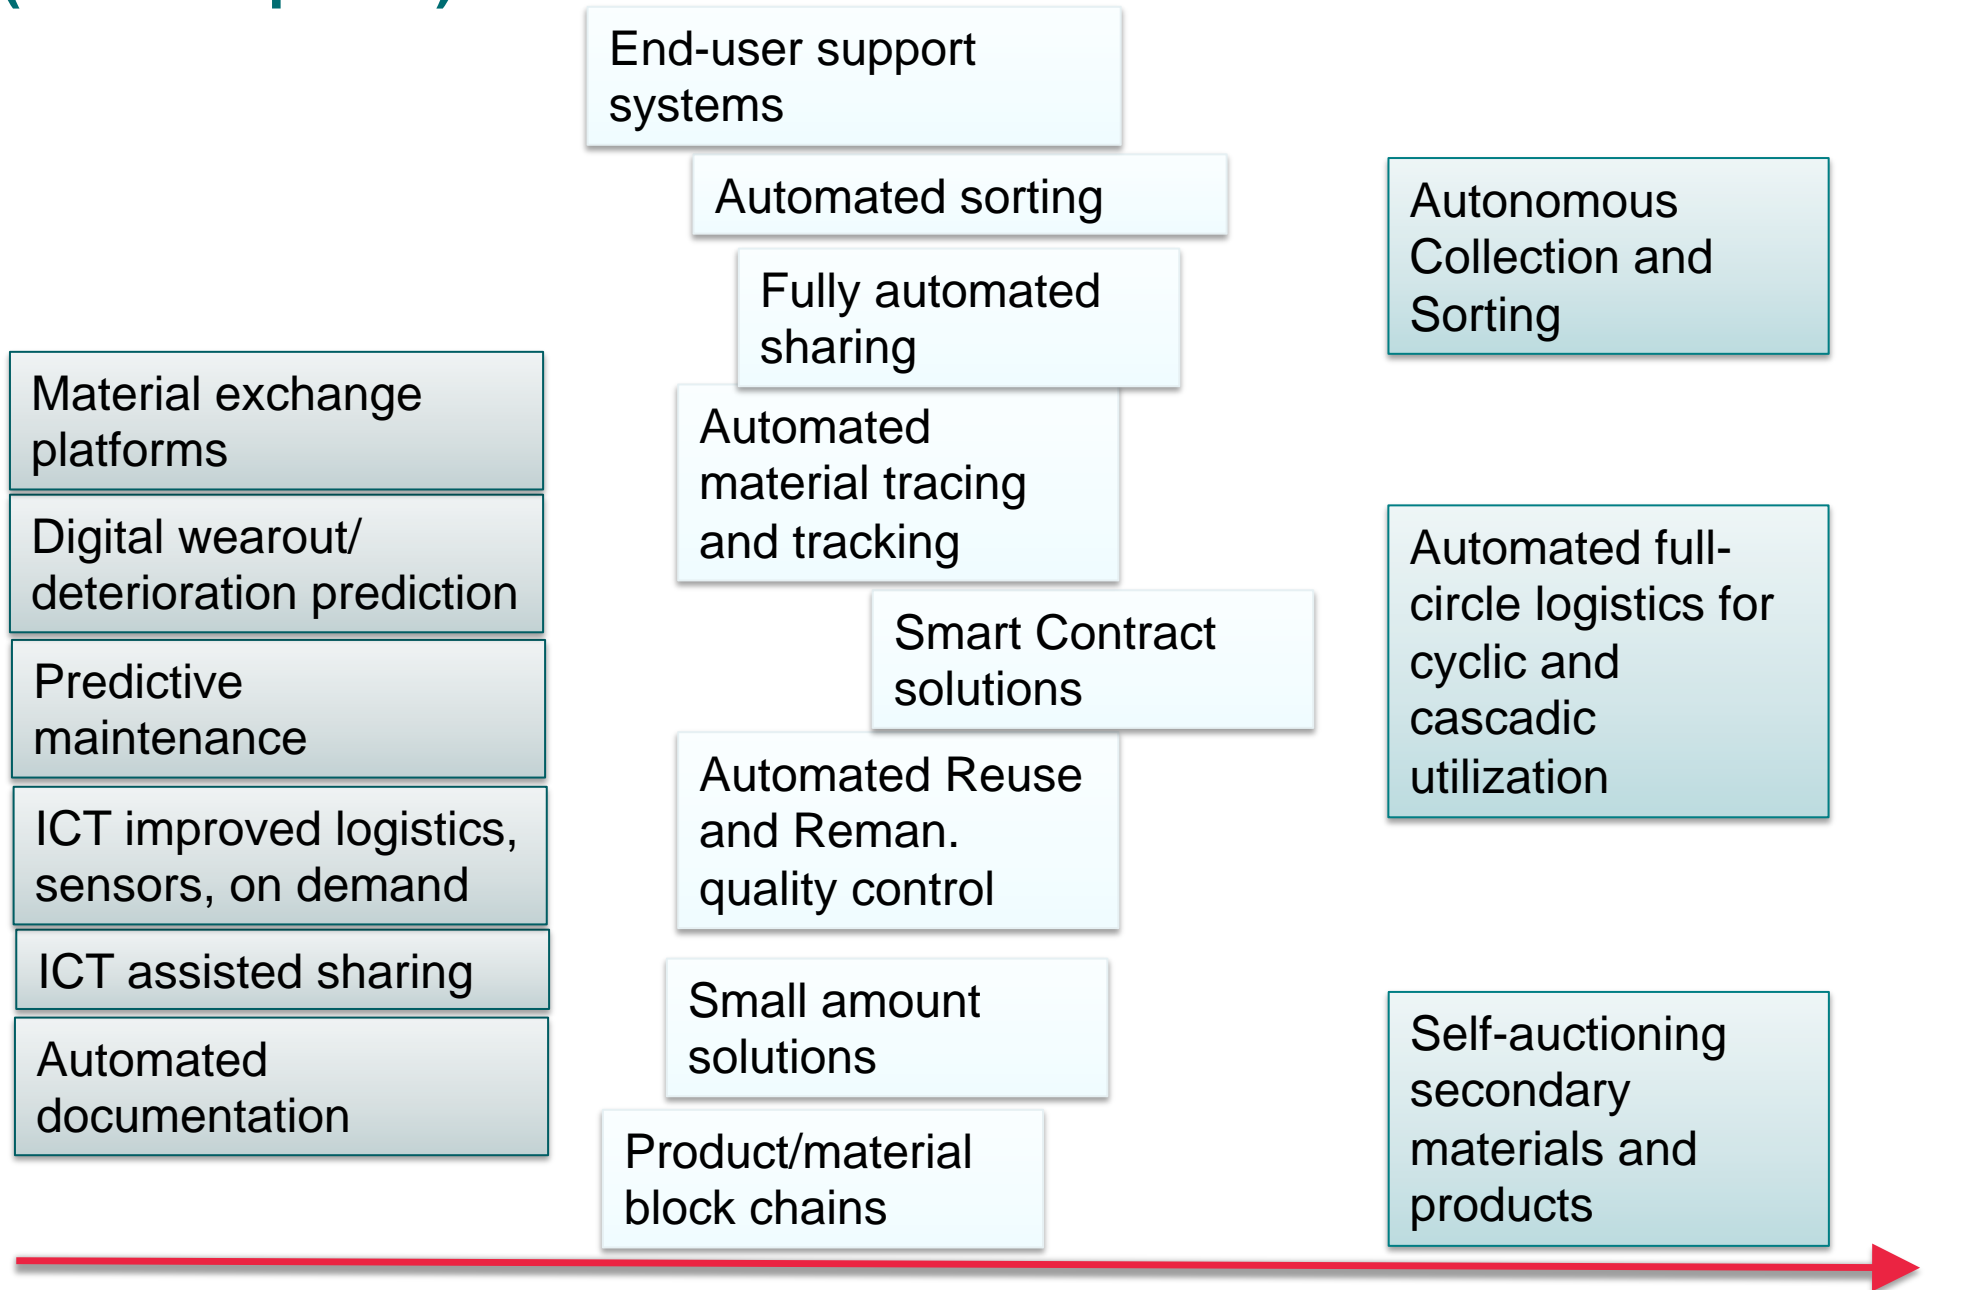 End-user support
systems
Automated sorting
Fully automated
sharing
Automated
material tracing
and tracking
Smart Contract
solutions
Automated Reuse
and Reman.
quality control
Small amount
solutions
Product/material
block chains
Material exchange
platforms
Digital wearout/
deterioration prediction
Predictive
maintenance
ICT improved logistics,
sensors, on demand
ICT assisted sharing
Automated
documentation
Autonomous
Collection and
Sorting
Automated full-
circle logistics for
cyclic and
cascadic
utilization
Self-auctioning
secondary
materials and
products